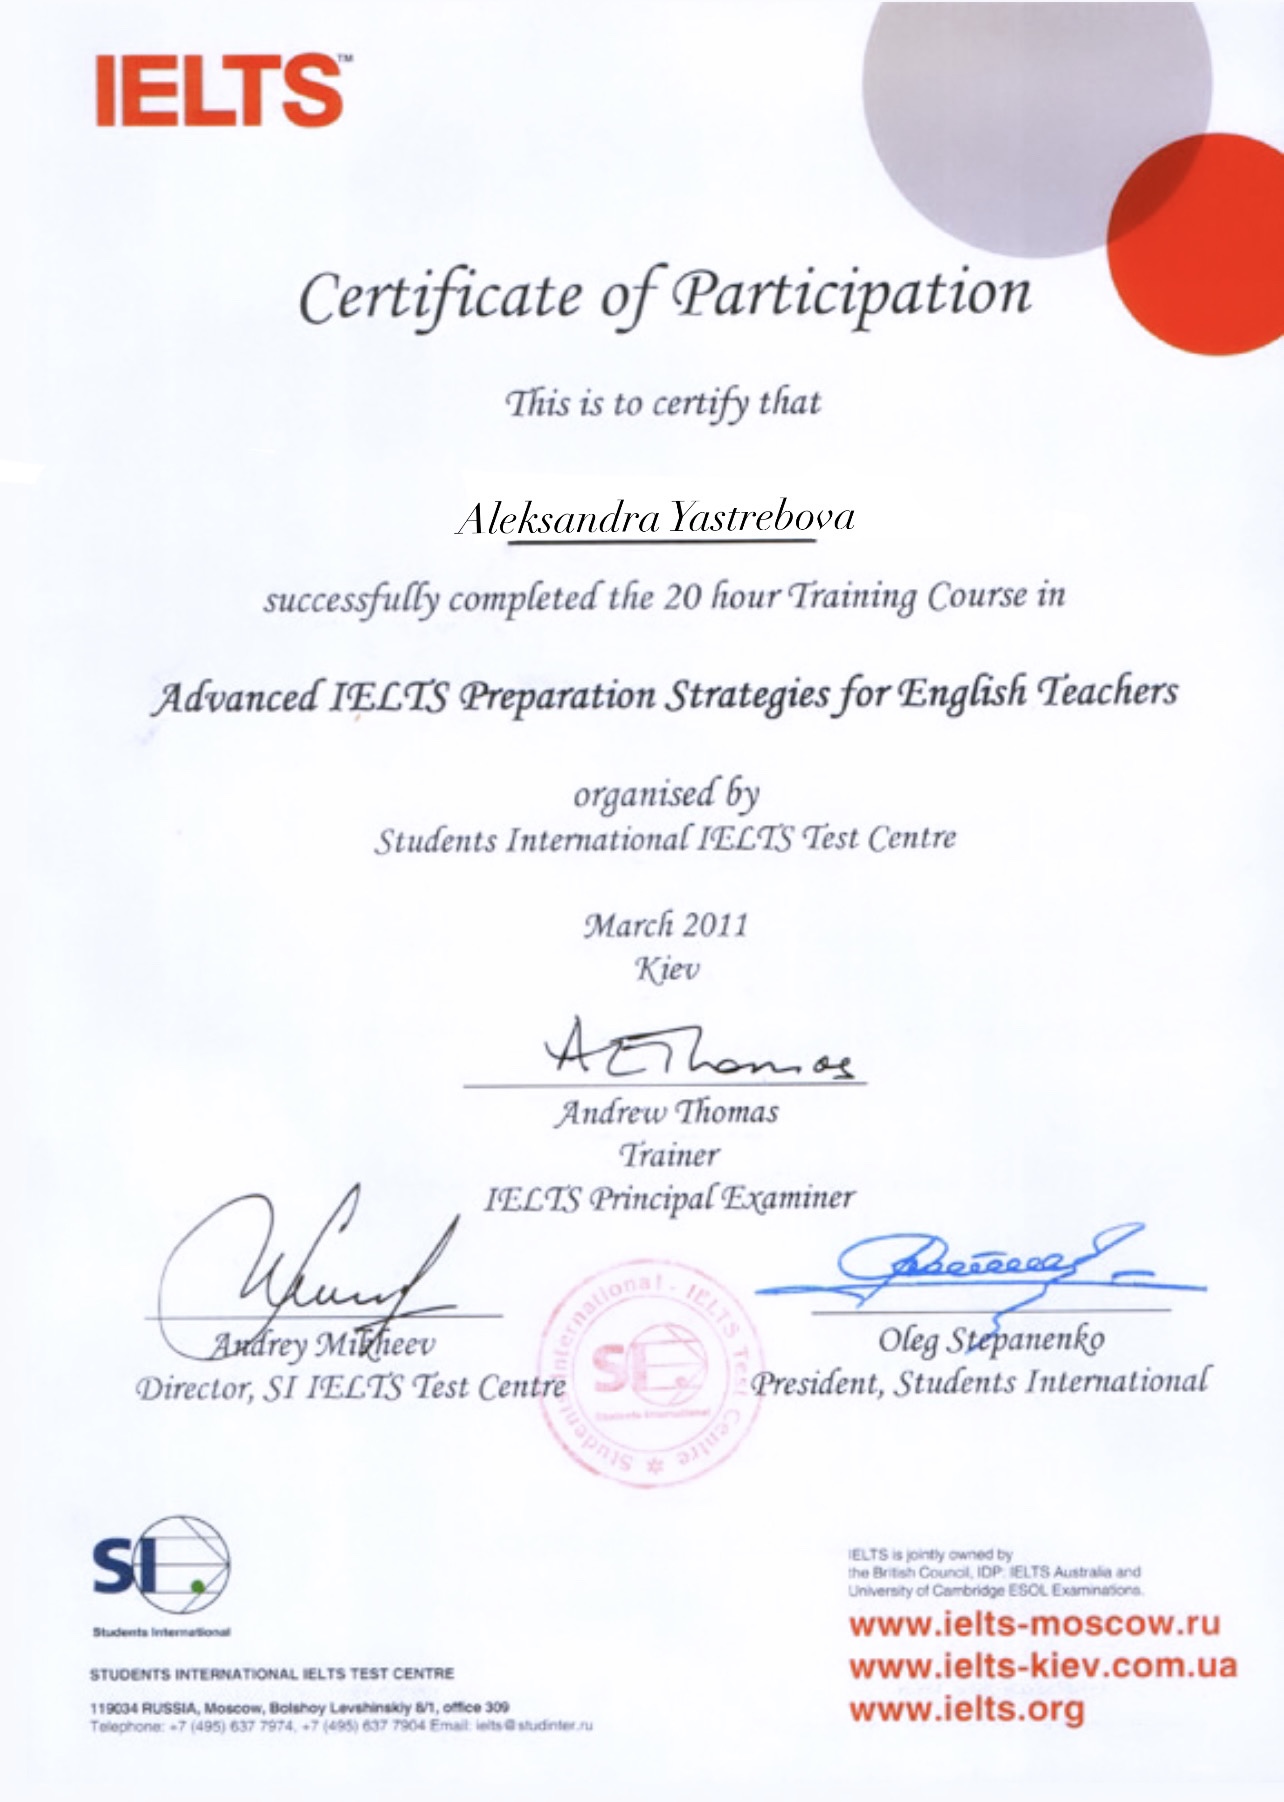 IELTS™
Certificate of Participation
This is to certify that
Aleksandra Yastrebova
successfully completed the 20 hour Training Course in
Advanced IELTS Preparation Strategies for English Teachers
organised by
Students International IELTS Test Centre
March 2011
Kiev
A E Thomas
Andrew Thomas
Trainer
IELTS Principal Examiner
Andrey Mikheev
Director, SI IELTS Test Centre
Students International . IELTS Test Centre *
SI
Students International
Oleg Stepanenko
President, Students International
SI
Students International
STUDENTS INTERNATIONAL IELTS TEST CENTRE
119034 RUSSIA, Moscow, Bolshoy Levshinskiy 8/1, office 309
Telephone: +7 (495) 637 7974, +7 (495) 637 7904 Email: ielts@studinter.ru
IELTS is jointly owned by
the British Council, IDP: IELTS Australia and
University of Cambridge ESOL Examinations.
www.ielts-moscow.ru
www.ielts-kiev.com.ua
www.ielts.org